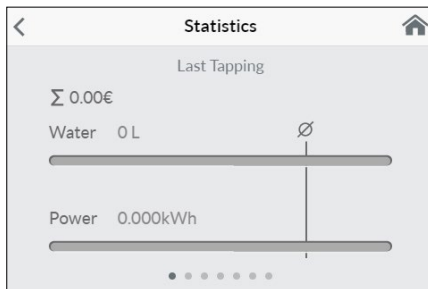 Statistics
Last Tapping
Σ 0.00€
Water 0 L Ø
Power 0.000kWh